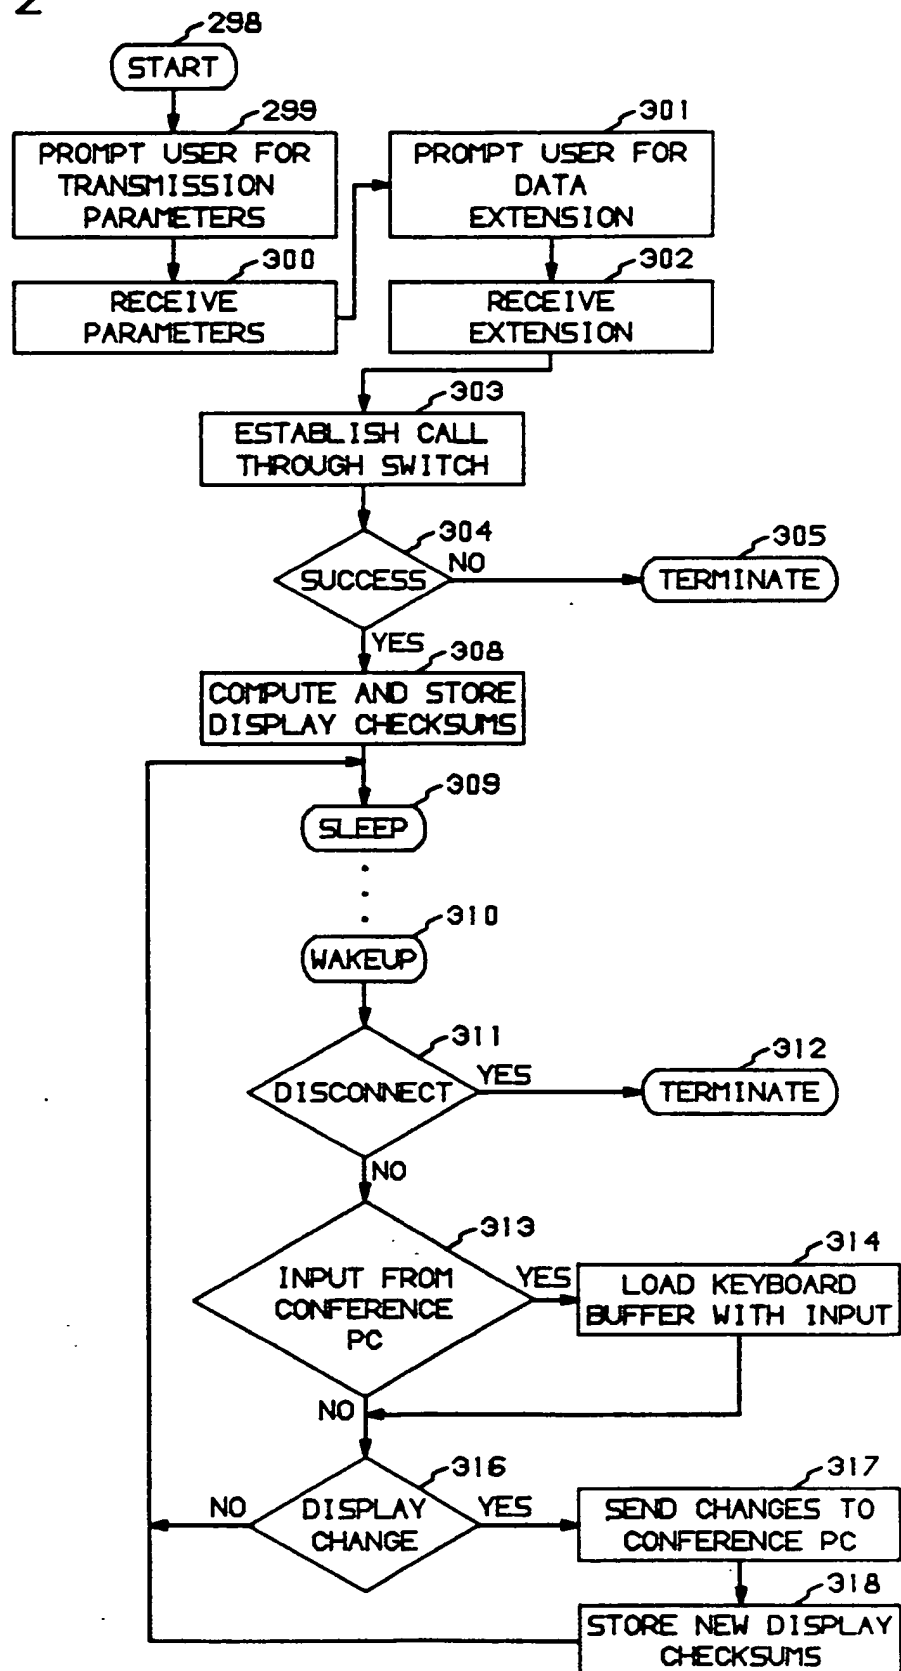 2
298
START
299
PROMPT USER FOR
TRANSMISSION
PARAMETERS
300
RECEIVE
PARAMETERS
301
PROMPT USER FOR
DATA
EXTENSION
302
RECEIVE
EXTENSION
303
ESTABLISH CALL
THROUGH SWITCH
304
SUCCESS
NO
305
TERMINATE
YES
308
COMPUTE AND STORE
DISPLAY CHECKSUMS
309
SLEEP
310
WAKEUP
311
DISCONNECT
YES
312
TERMINATE
NO
313
INPUT FROM
CONFERENCE
PC
YES
314
LOAD KEYBOARD
BUFFER WITH INPUT
NO
316
DISPLAY
CHANGE
NO
YES
317
SEND CHANGES TO
CONFERENCE PC
318
STORE NEW DISPLAY
CHECKSUMS